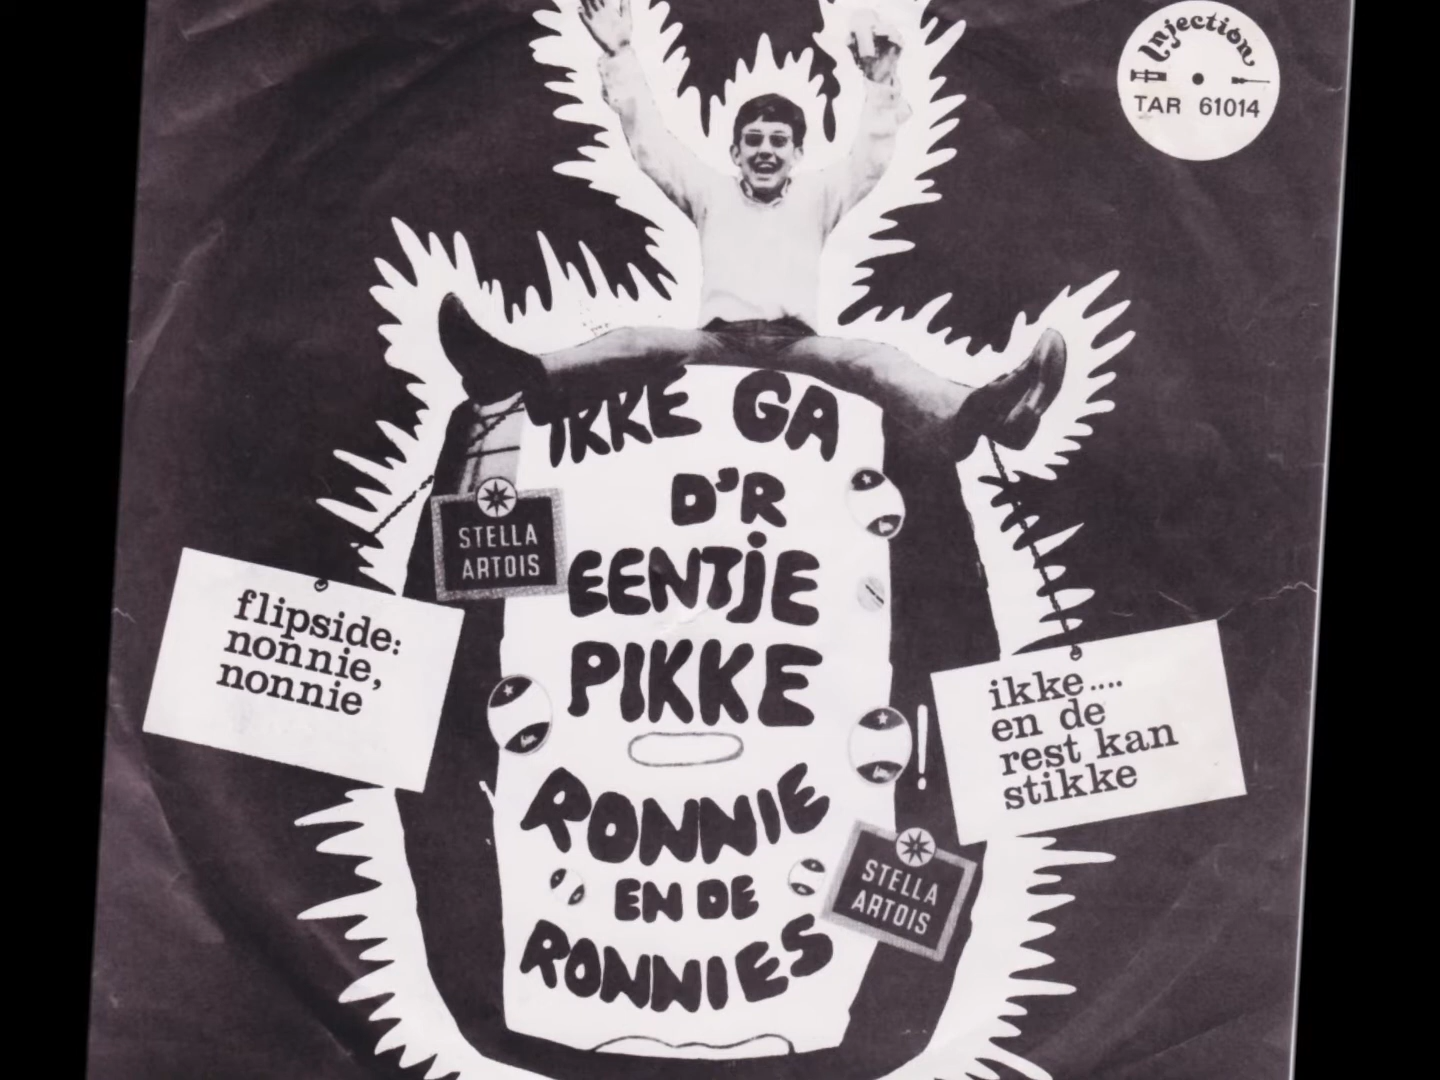 Injection
TAR 61014
IKKE GA
D'R
EENTJE
PIKKE
STELLA
ARTOIS
flipside:
nonnie,
nonnie
!
ikke....
en de
rest kan
stikke
RONNIE
EN DE
RONNIES
STELLA
ARTOIS